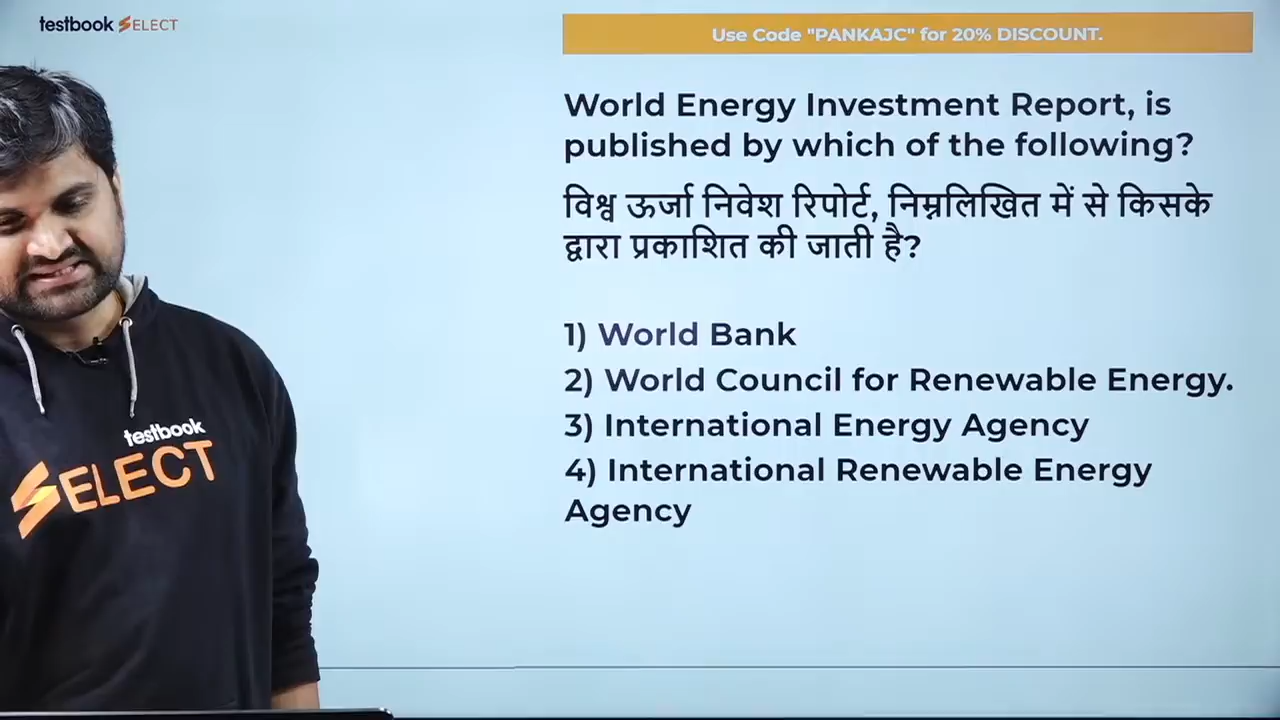 testbook SELECT
Use Code "PANKAJC" for 20% DISCOUNT.
World Energy Investment Report, is
published by which of the following?
विश्व ऊर्जा निवेश रिपोर्ट, निम्नलिखित में से किसके
द्वारा प्रकाशित की जाती है?
1) World Bank
2) World Council for Renewable Energy.
3) International Energy Agency
4) International Renewable Energy
Agency
testbook
SELECT